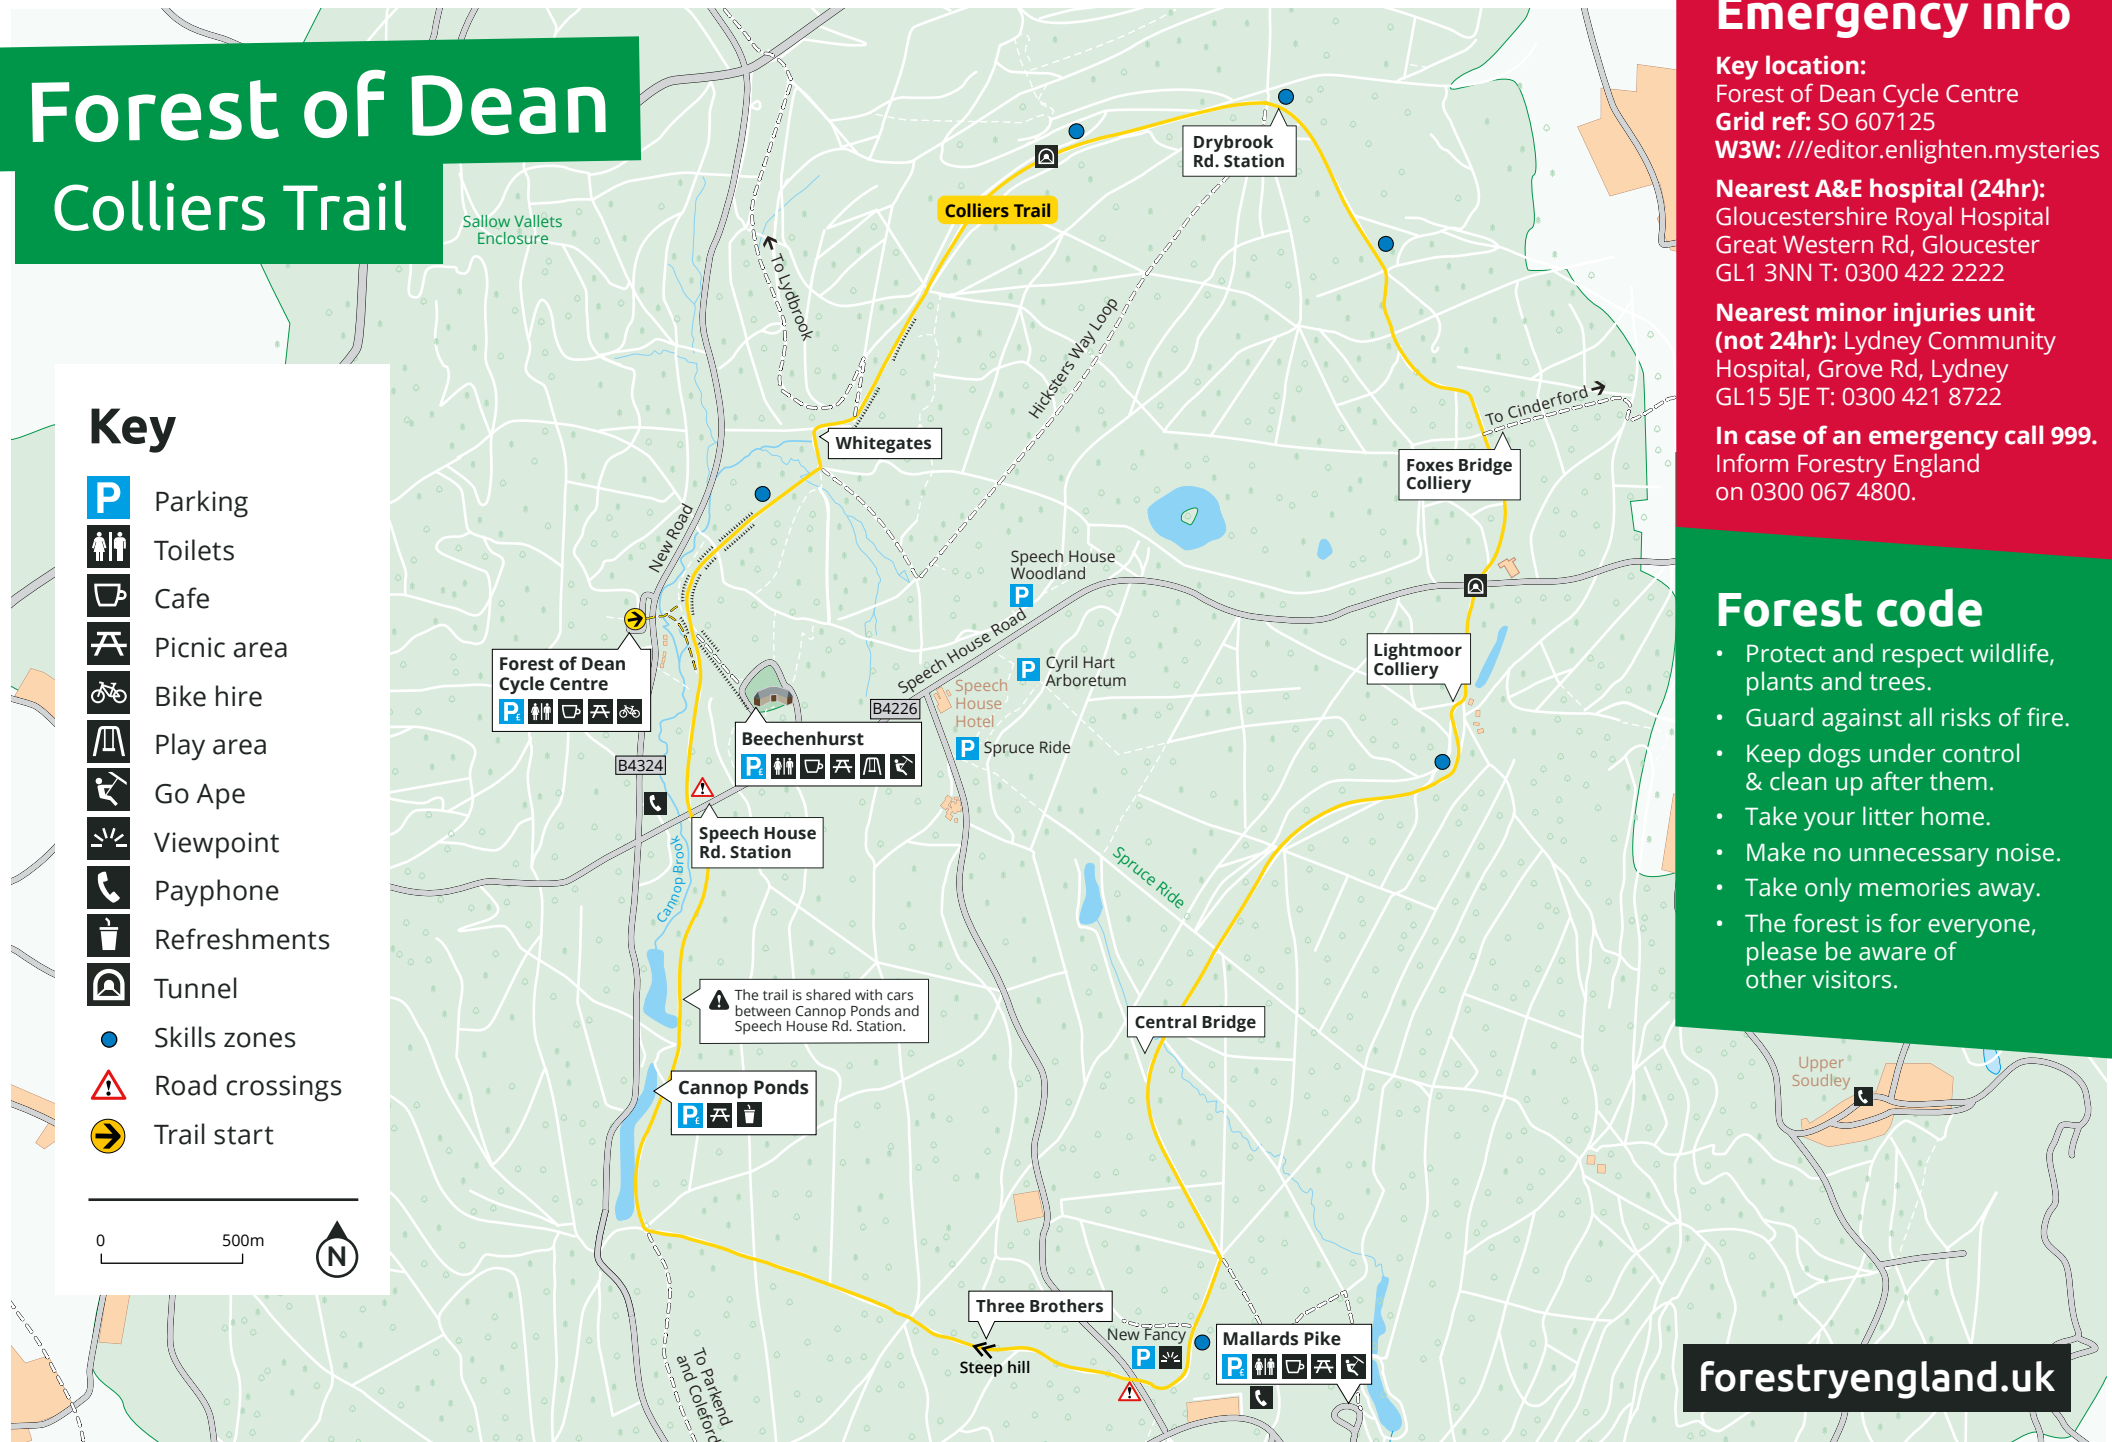 Forest of Dean
Colliers Trail
Key
P Parking
Toilets
Cafe
Picnic area
Bike hire
Play area
Go Ape
Viewpoint
Payphone
Refreshments
Tunnel
Skills zones
Road crossings
Trail start
0 500m
N
Sallow Vallets
Enclosure
To Lydbrook
Colliers Trail
Drybrook
Rd. Station
Hicksters Way Loop
Whitegates
New Road
To Cinderford
Foxes Bridge
Colliery
Speech House
Woodland
P
Speech House Road
Forest of Dean
Cycle Centre
P£
Cyril Hart
Arboretum
P
Speech
House
Hotel
Lightmoor
Colliery
B4226
Beechenhurst
P£
P Spruce Ride
B4324
Speech House
Rd. Station
Cannop Brook
Spruce Ride
The trail is shared with cars
between Cannop Ponds and
Speech House Rd. Station.
Central Bridge
Cannop Ponds
P£
Upper
Soudley
Three Brothers
Steep hill
New Fancy
P
Mallards Pike
P£
To Parkend
and Coleford
Emergency info
Key location:
Forest of Dean Cycle Centre
Grid ref: SO 607125
W3W: ///editor.enlighten.mysteries
Nearest A&E hospital (24hr):
Gloucestershire Royal Hospital
Great Western Rd, Gloucester
GL1 3NN T: 0300 422 2222
Nearest minor injuries unit
(not 24hr): Lydney Community
Hospital, Grove Rd, Lydney
GL15 5JE T: 0300 421 8722
In case of an emergency call 999.
Inform Forestry England
on 0300 067 4800.
Forest code
• Protect and respect wildlife,
plants and trees.
• Guard against all risks of fire.
• Keep dogs under control
& clean up after them.
• Take your litter home.
• Make no unnecessary noise.
• Take only memories away.
• The forest is for everyone,
please be aware of
other visitors.
forestryengland.uk